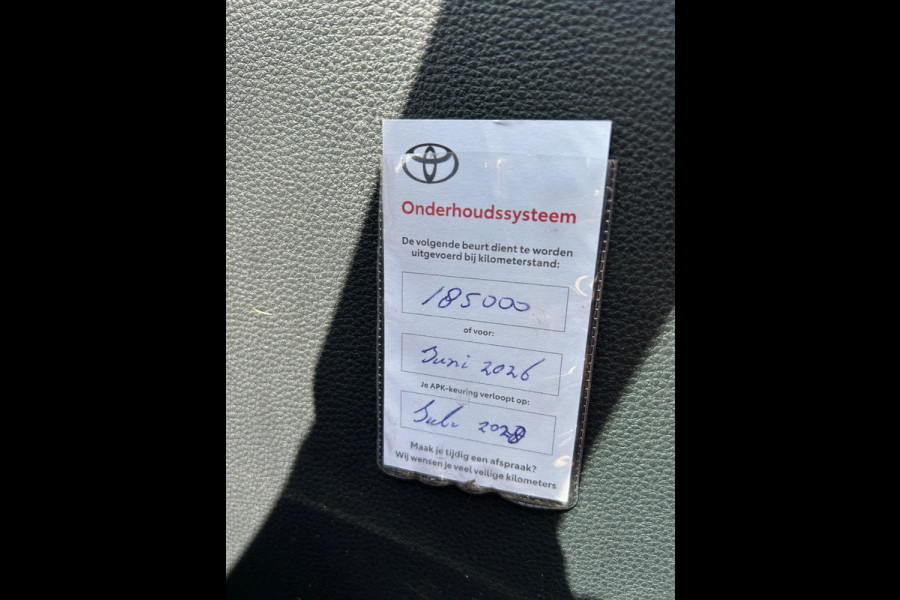 Onderhoudssysteem
De volgende beurt dient te worden
uitgevoerd bij kilometerstand:
185000
of voor:
Juni 2026
Je APK-keuring verloopt op:
Juli 2028
Maak je tijdig een afspraak?
Wij wensen je veel veilige kilometers